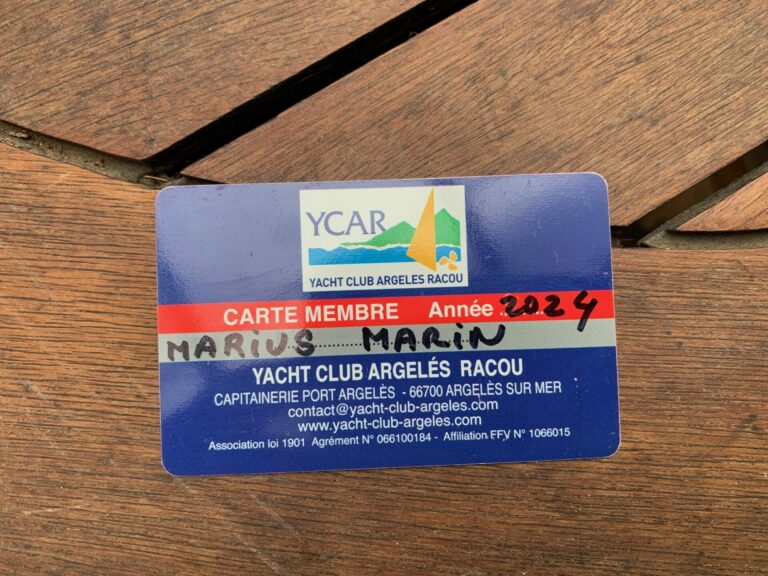 YCAR
YACHT CLUB ARGELES RACOU
CARTE MEMBRE Année 2024
MARIUS MARIN
YACHT CLUB ARGELÉS RACOU
CAPITAINERIE PORT ARGELÈS - 66700 ARGELÈS SUR MER
contact@yacht-club-argeles.com
www.yacht-club-argeles.com
Association loi 1901 Agrément N° 066100184 - Affiliation FFV N° 1066015